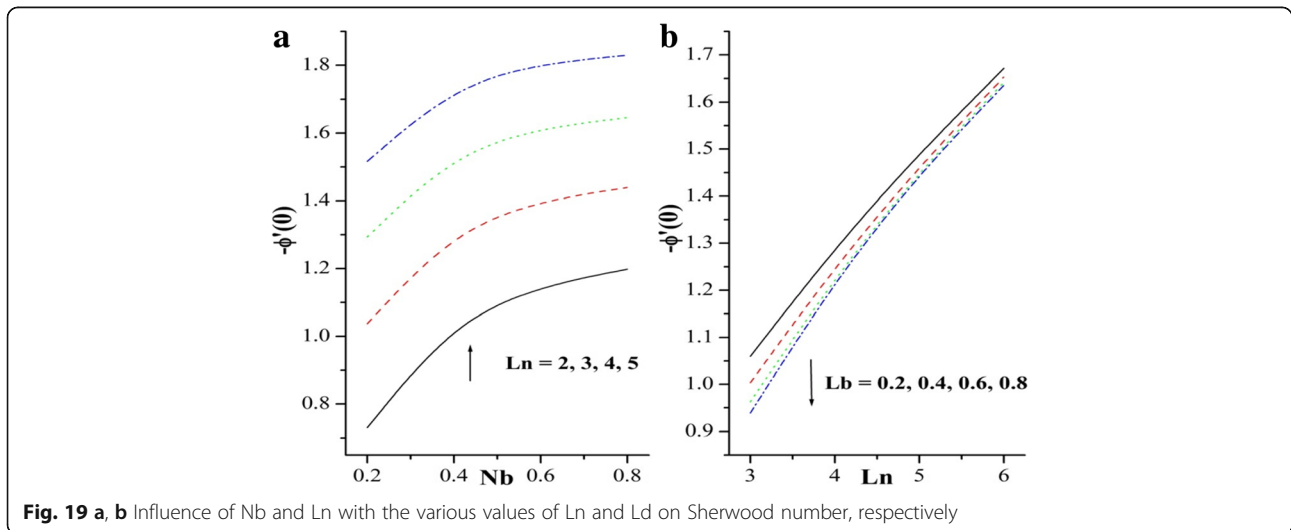 a
b
-ϕ'(0)
1.8
1.6
1.4
1.2
1.0
0.8
Ln = 2, 3, 4, 5
0.2
0.4
Nb
0.6
0.8
-ϕ'(0)
1.7
1.6
1.5
1.4
1.3
1.2
1.1
1.0
0.9
Lb = 0.2, 0.4, 0.6, 0.8
3
4
Ln
5
6
Fig. 19 a, b Influence of Nb and Ln with the various values of Ln and Ld on Sherwood number, respectively